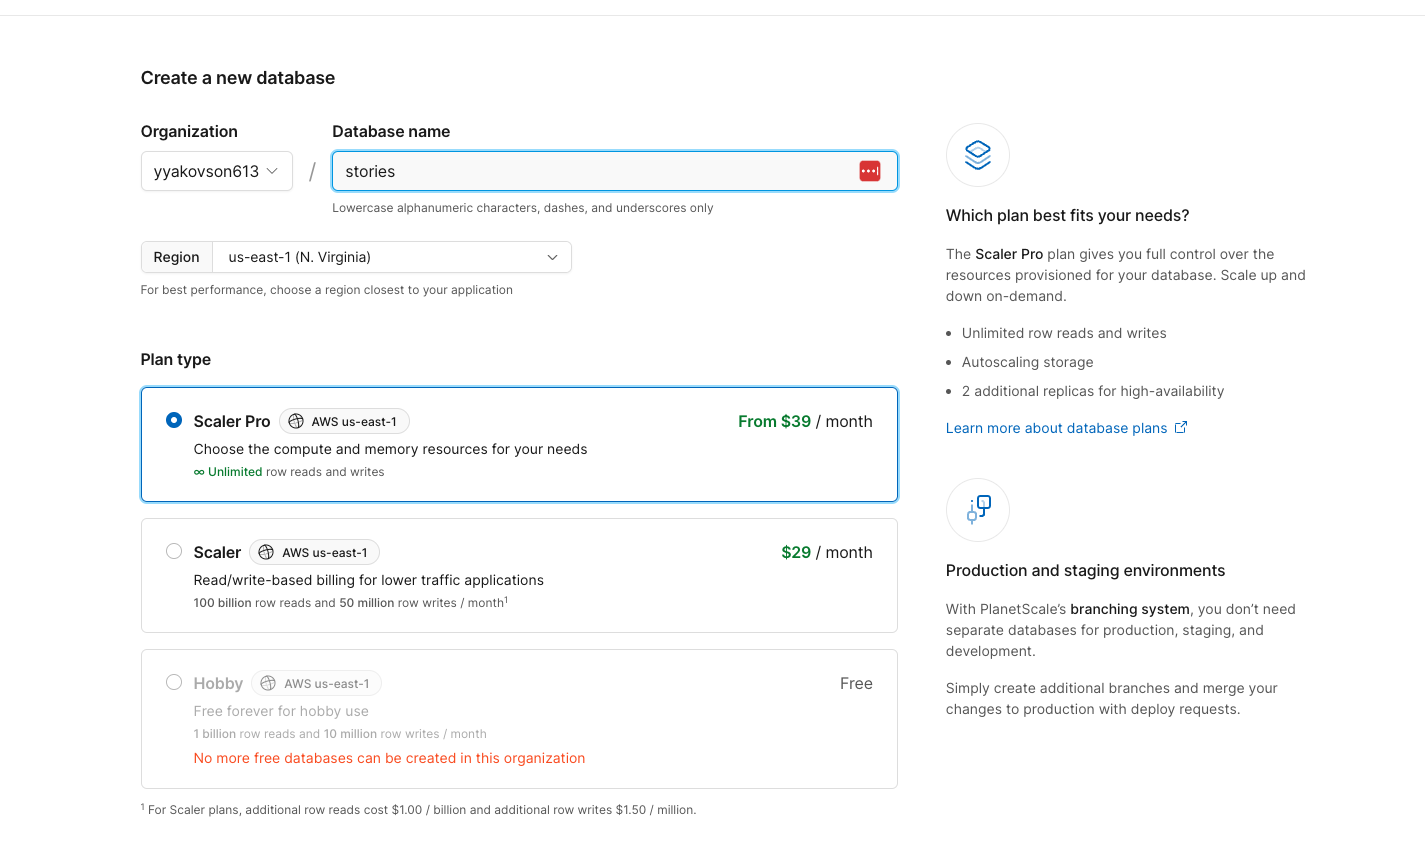 Create a new database
Organization
Database name
yyakovson613
/
stories
Lowercase alphanumeric characters, dashes, and underscores only
Region
us-east-1 (N. Virginia)
For best performance, choose a region closest to your application
Plan type
Scaler Pro
AWS us-east-1
From $39 / month
Choose the compute and memory resources for your needs
∞ Unlimited row reads and writes
Scaler
AWS us-east-1
$29 / month
Read/write-based billing for lower traffic applications
100 billion row reads and 50 million row writes / month¹
Hobby
AWS us-east-1
Free
Free forever for hobby use
1 billion row reads and 10 million row writes / month
No more free databases can be created in this organization
¹ For Scaler plans, additional row reads cost $1.00 / billion and additional row writes $1.50 / million.
Which plan best fits your needs?
The Scaler Pro plan gives you full control over the
resources provisioned for your database. Scale up and
down on-demand.
• Unlimited row reads and writes
• Autoscaling storage
• 2 additional replicas for high-availability
Learn more about database plans
Production and staging environments
With PlanetScale’s branching system, you don’t need
separate databases for production, staging, and
development.
Simply create additional branches and merge your
changes to production with deploy requests.